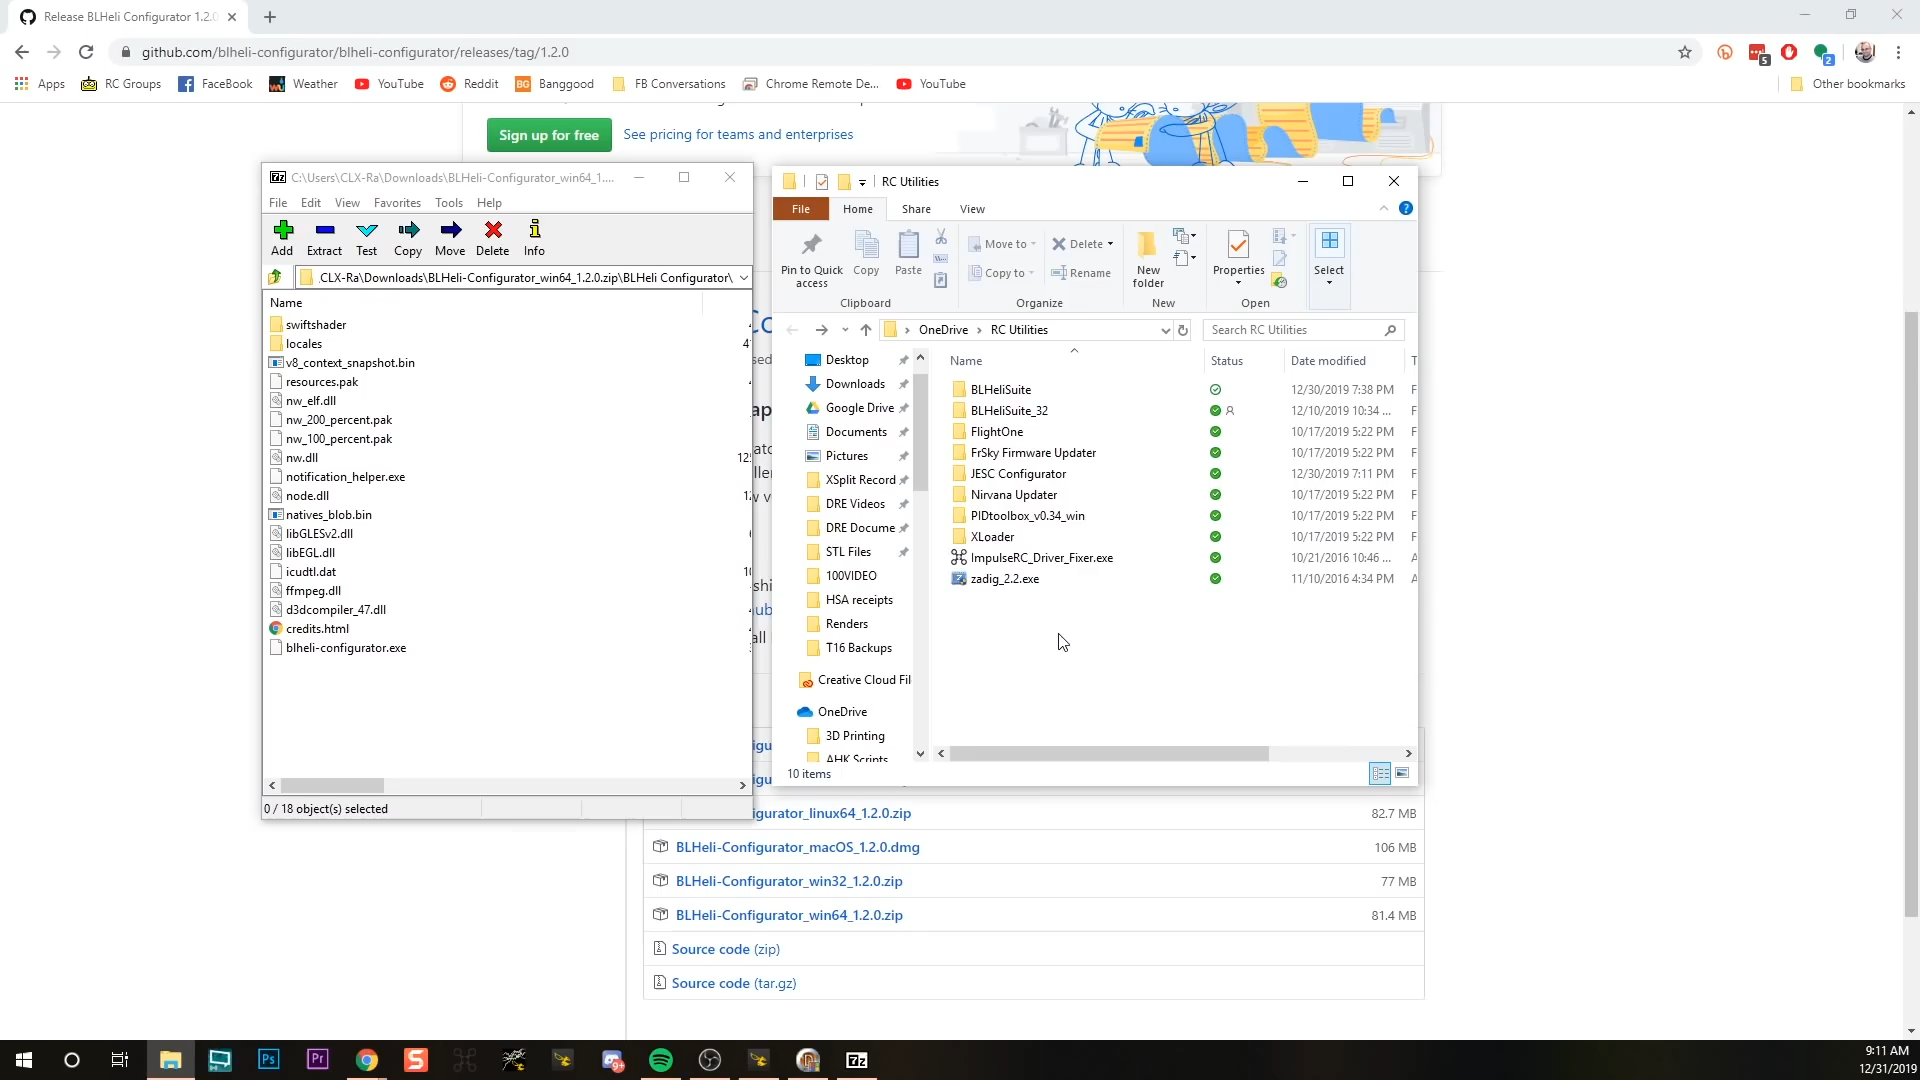 Release BLHeli Configurator 1.2.0
github.com/blheli-configurator/blheli-configurator/releases/tag/1.2.0
5
2
Apps
RC Groups
FaceBook
Weather
YouTube
Reddit
BG
Banggood
FB Conversations
Chrome Remote De...
YouTube
Other bookmarks
Sign up for free
See pricing for teams and enterprises
7z
C:\Users\CLX-Ra\Downloads\BLHeli-Configurator_win64_1....
File
Edit
View
Favorites
Tools
Help
Add
Extract
Test
Copy
Move
Delete
Info
CLX-Ra\Downloads\BLHeli-Configurator_win64_1.2.0.zip\BLHeli Configurator\
Name
swiftshader
locales
v8_context_snapshot.bin
resources.pak
nw_elf.dll
nw_200_percent.pak
nw_100_percent.pak
nw.dll
notification_helper.exe
node.dll
natives_blob.bin
libGLESv2.dll
libEGL.dll
icudtl.dat
ffmpeg.dll
d3dcompiler_47.dll
credits.html
blheli-configurator.exe
0 / 18 object(s) selected
RC Utilities
File
Home
Share
View
Pin to Quick access
Copy
Paste
Clipboard
Move to
Copy to
Delete
Rename
Organize
New folder
New
Properties
Open
Select
OneDrive
RC Utilities
Search RC Utilities
Desktop
Downloads
Google Drive
Documents
Pictures
XSplit Record
DRE Videos
DRE Docume
STL Files
100VIDEO
HSA receipts
Renders
T16 Backups
Creative Cloud Fil
OneDrive
3D Printing
AHK Scripts
Name
Status
Date modified
BLHeliSuite
12/30/2019 7:38 PM
BLHeliSuite_32
12/10/2019 10:34 ...
FlightOne
10/17/2019 5:22 PM
FrSky Firmware Updater
10/17/2019 5:22 PM
JESC Configurator
12/30/2019 7:11 PM
Nirvana Updater
10/17/2019 5:22 PM
PIDtoolbox_v0.34_win
10/17/2019 5:22 PM
XLoader
10/17/2019 5:22 PM
ImpulseRC_Driver_Fixer.exe
10/21/2016 10:46 ...
zadig_2.2.exe
11/10/2016 4:34 PM
10 items
igurator_linux64_1.2.0.zip
82.7 MB
BLHeli-Configurator_macOS_1.2.0.dmg
106 MB
BLHeli-Configurator_win32_1.2.0.zip
77 MB
BLHeli-Configurator_win64_1.2.0.zip
81.4 MB
Source code (zip)
Source code (tar.gz)
Ps
Pr
S
9+
7z
9:11 AM
12/31/2019